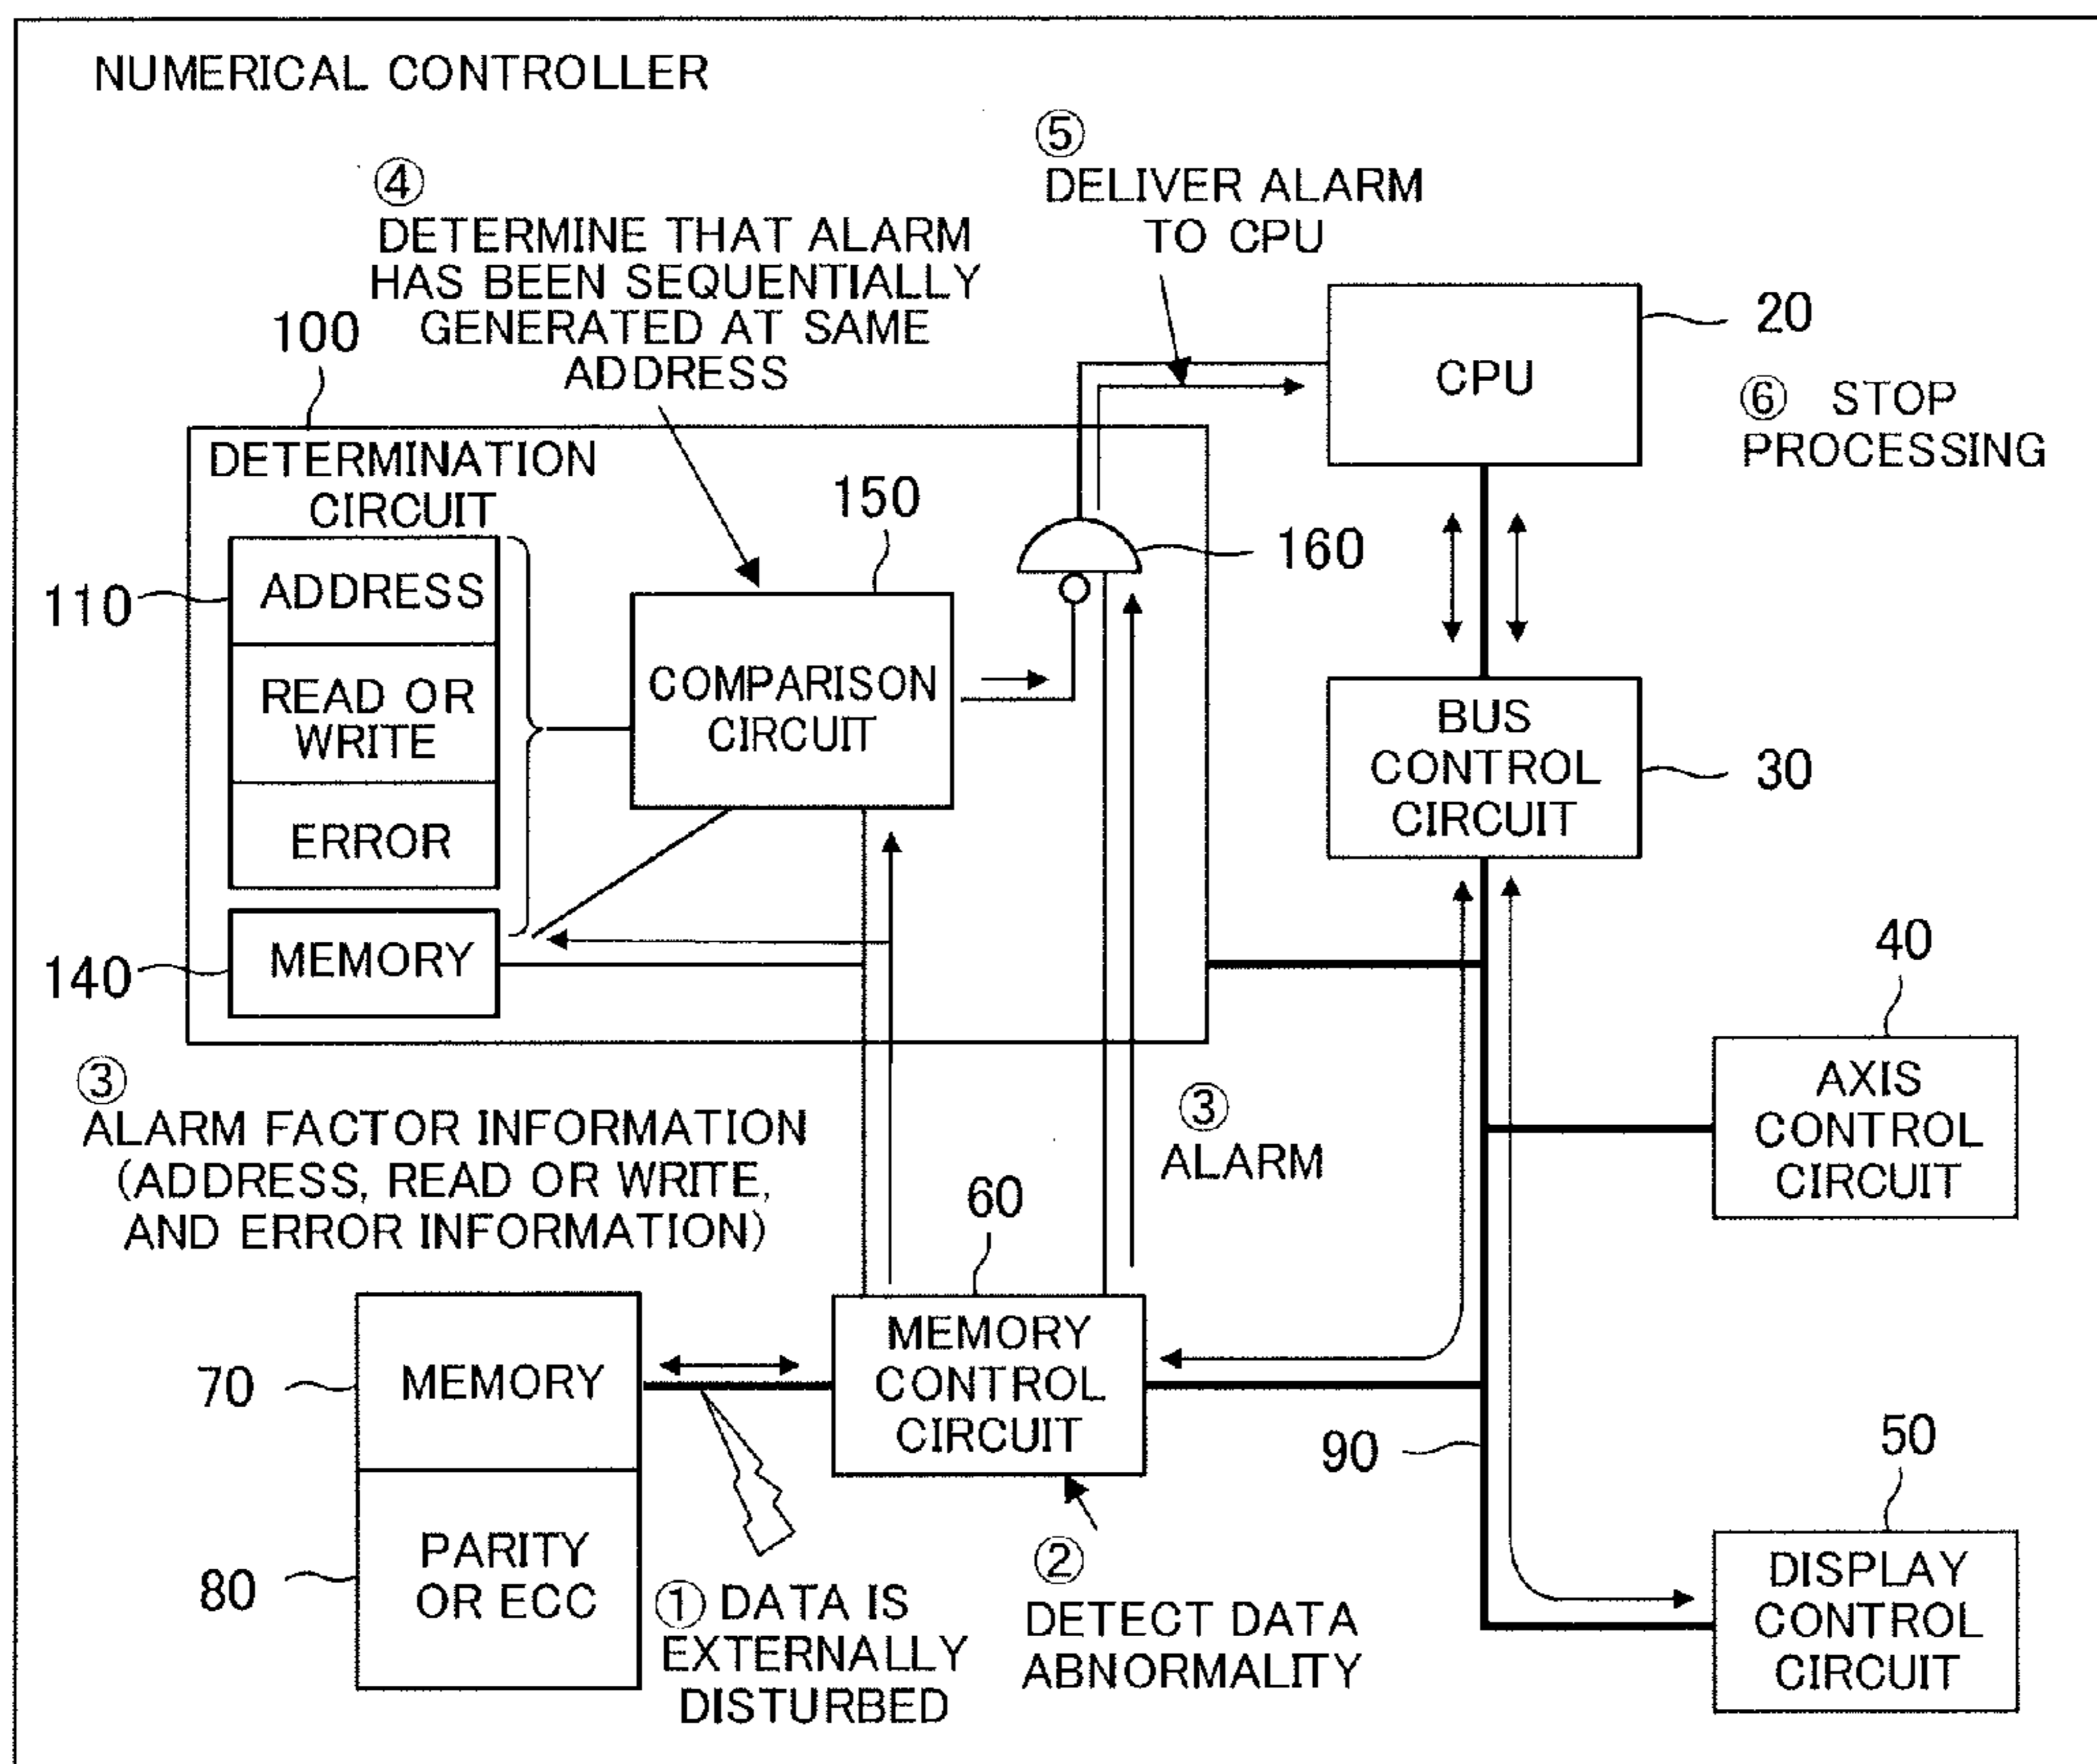 NUMERICAL CONTROLLER
④
DETERMINE THAT ALARM
HAS BEEN SEQUENTIALLY
GENERATED AT SAME
ADDRESS
⑤
DELIVER ALARM
TO CPU
100
CPU
20
⑥ STOP
PROCESSING
DETERMINATION
CIRCUIT
150
160
110
ADDRESS
READ OR
WRITE
ERROR
COMPARISON
CIRCUIT
BUS
CONTROL
CIRCUIT
30
140
MEMORY
40
AXIS
CONTROL
CIRCUIT
③
ALARM FACTOR INFORMATION
(ADDRESS, READ OR WRITE,
AND ERROR INFORMATION)
③
ALARM
60
MEMORY
CONTROL
CIRCUIT
70
MEMORY
80
PARITY
OR ECC
90
50
DISPLAY
CONTROL
CIRCUIT
① DATA IS
EXTERNALLY
DISTURBED
②
DETECT DATA
ABNORMALITY